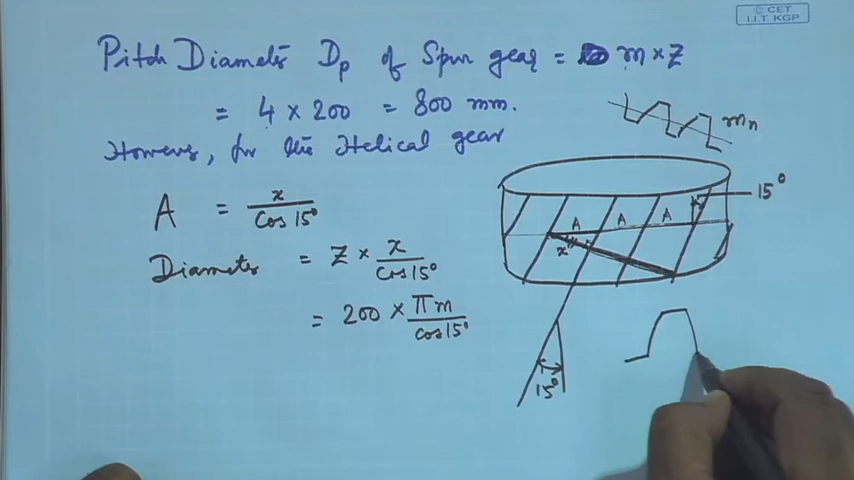 © CET
I.I.T. KGP
Pitch Diameter Dp of Spur gear = m × Z
= 4 × 200 = 800 mm.
However, for the Helical gear
mn
A = x / Cos 15°
15°
A A A
x
Diameter = Z × x / Cos 15°
= 200 × πm / cos 15°
15°